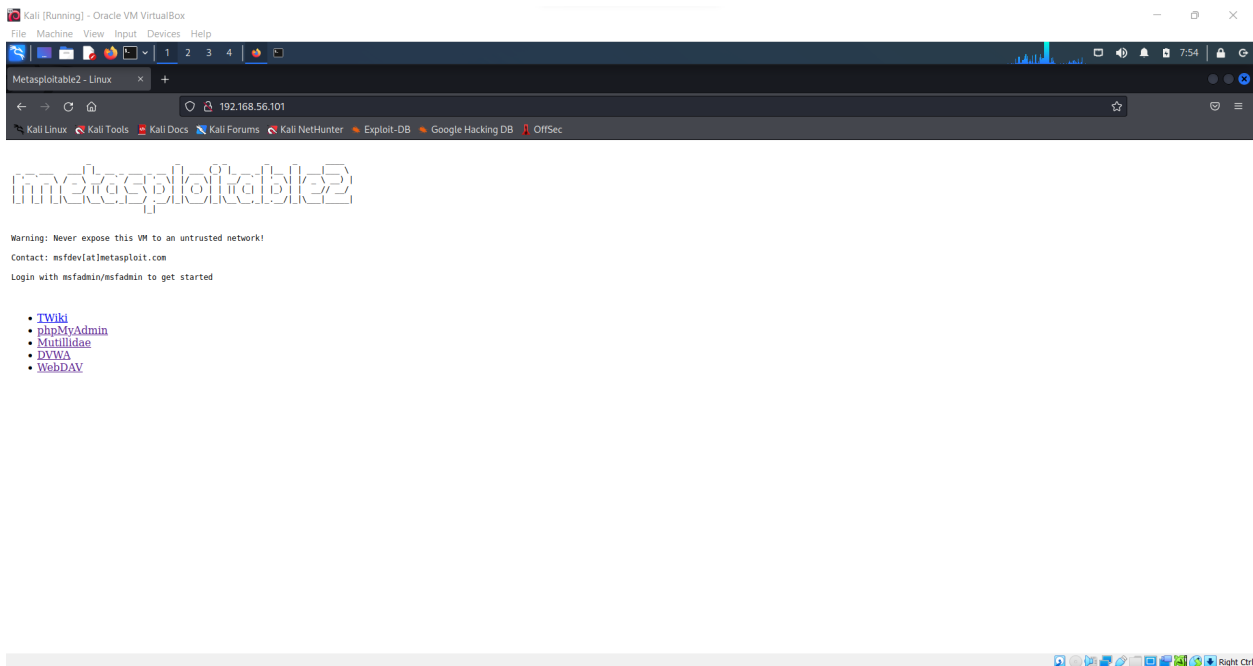 Kali [Running] - Oracle VM VirtualBox
File Machine View Input Devices Help
1 2 3 4 7:54
Metasploitable2 - Linux
192.168.56.101
Kali Linux Kali Tools Kali Docs Kali Forums Kali NetHunter Exploit-DB Google Hacking DB OffSec
metasploitable2
Warning: Never expose this VM to an untrusted network!
Contact: msfdev[at]metasploit.com
Login with msfadmin/msfadmin to get started
TWiki
phpMyAdmin
Mutillidae
DVWA
WebDAV
Right Ctrl